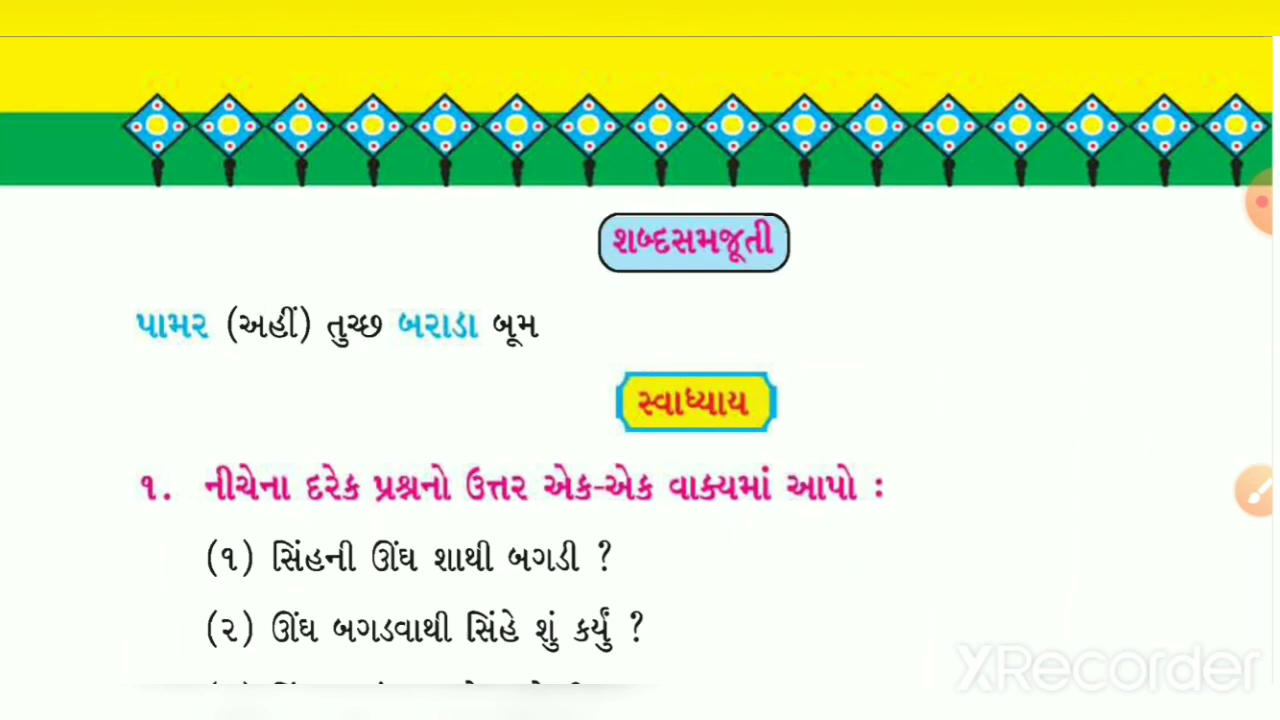 શબ્દસમજૂતી
પામર (અહીં) તુચ્છ બરાડા બૂમ
સ્વાધ્યાય
૧. નીચેના દરેક પ્રશ્નનો ઉત્તર એક-એક વાક્યમાં આપો :
(૧) સિંહની ઊંઘ શાથી બગડી ?
(૨) ઊંઘ બગડવાથી સિંહે શું કર્યું ?
XRecorder